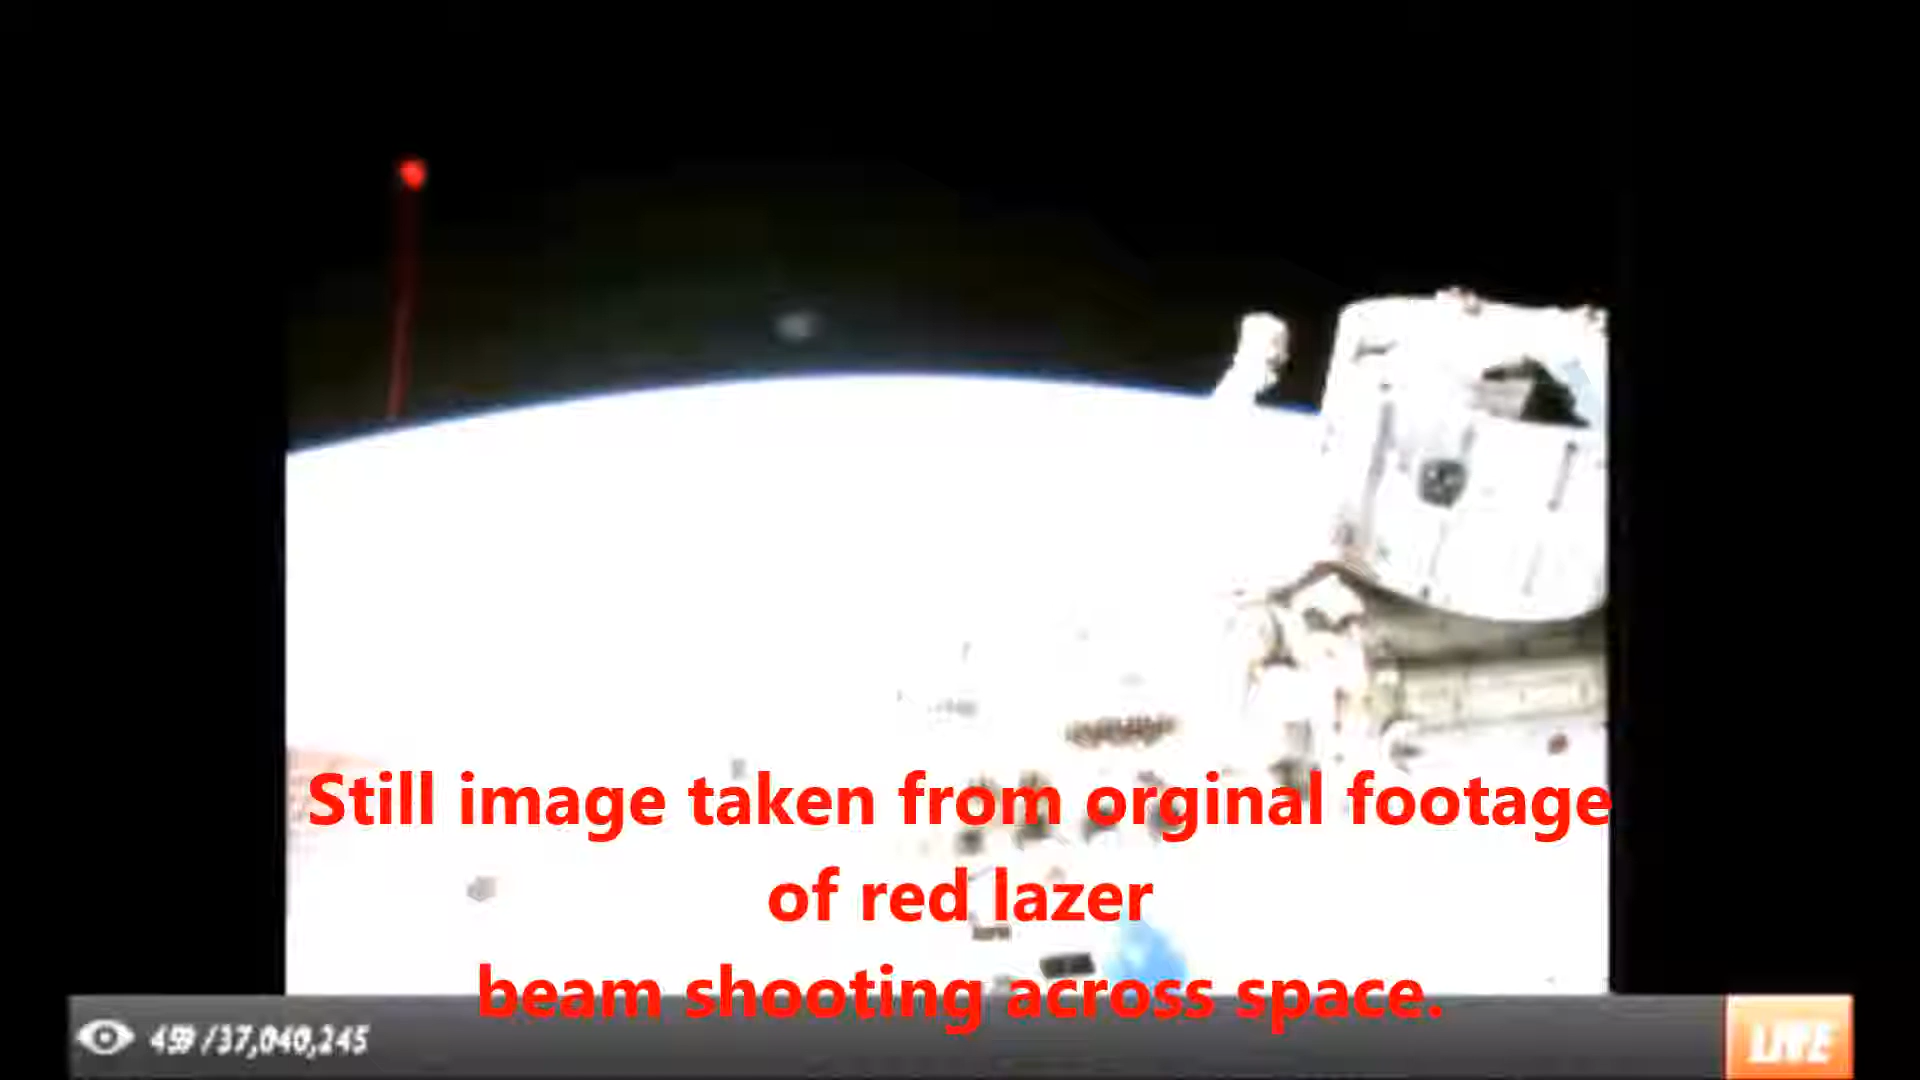 Still image taken from orginal footage
of red lazer
beam shooting across space.
459 /37,040,245
LIVE